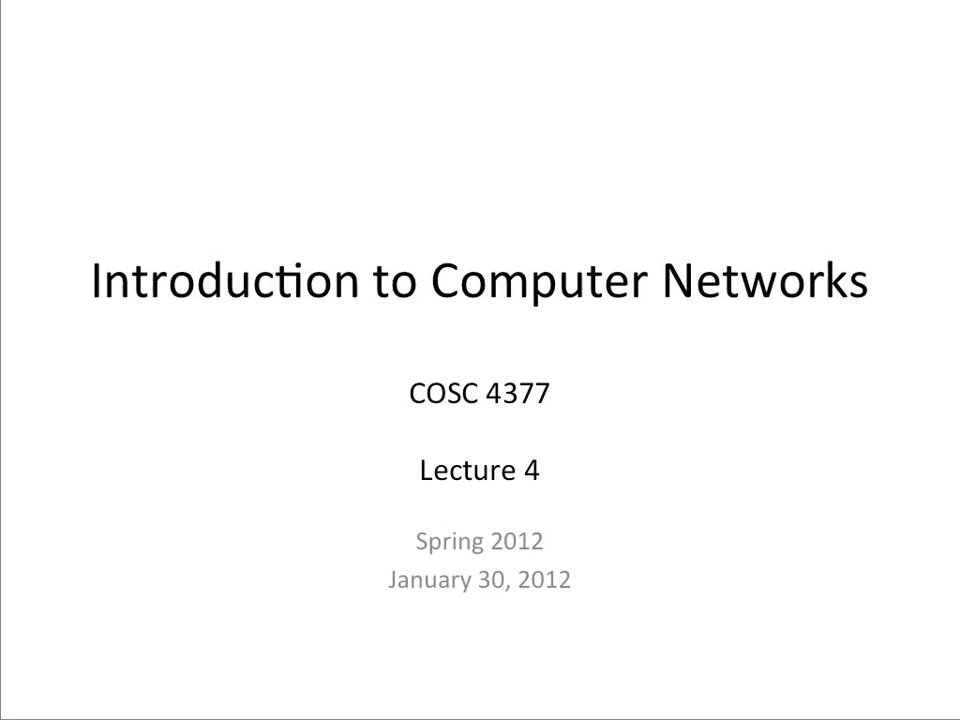 Introduction to Computer Networks
COSC 4377
Lecture 4
Spring 2012
January 30, 2012